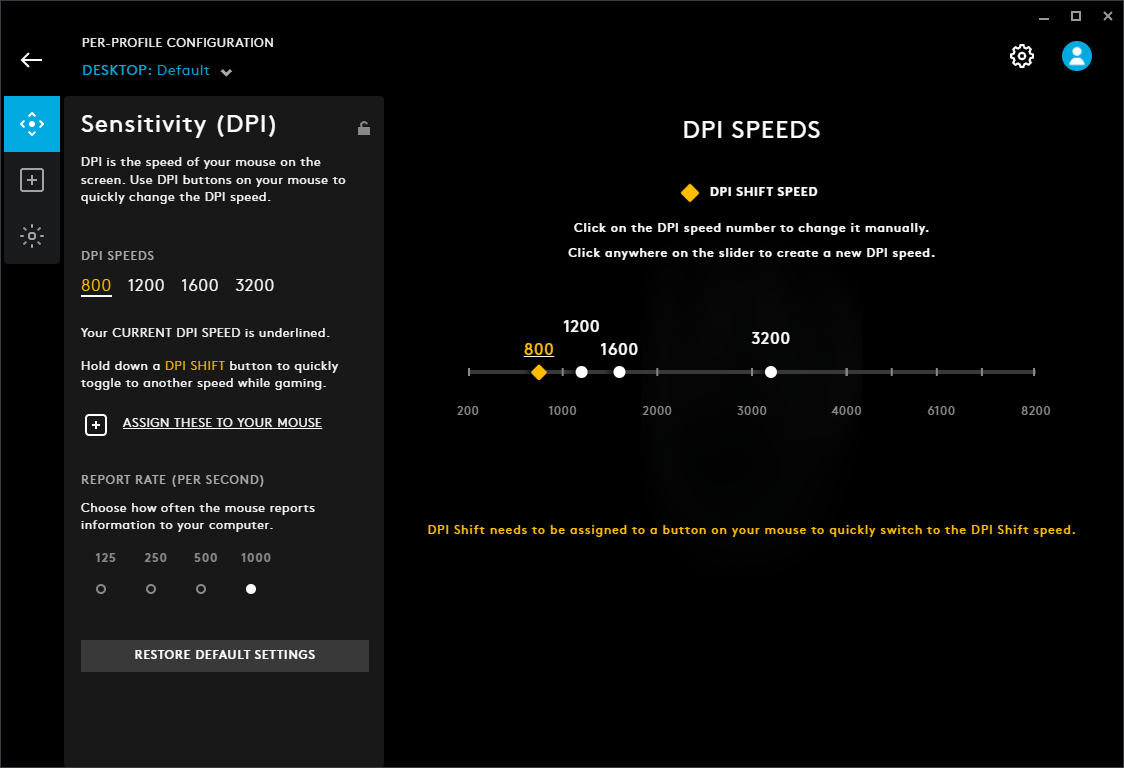 PER-PROFILE CONFIGURATION
DESKTOP: Default
Sensitivity (DPI)
DPI is the speed of your mouse on the
screen. Use DPI buttons on your mouse to
quickly change the DPI speed.
DPI SPEEDS
800 1200 1600 3200
Your CURRENT DPI SPEED is underlined.
Hold down a DPI SHIFT button to quickly
toggle to another speed while gaming.
ASSIGN THESE TO YOUR MOUSE
REPORT RATE (PER SECOND)
Choose how often the mouse reports
information to your computer.
125 250 500 1000
RESTORE DEFAULT SETTINGS
DPI SPEEDS
DPI SHIFT SPEED
Click on the DPI speed number to change it manually.
Click anywhere on the slider to create a new DPI speed.
1200
3200
800 1600
200 1000 2000 3000 4000 6100 8200
DPI Shift needs to be assigned to a button on your mouse to quickly switch to the DPI Shift speed.